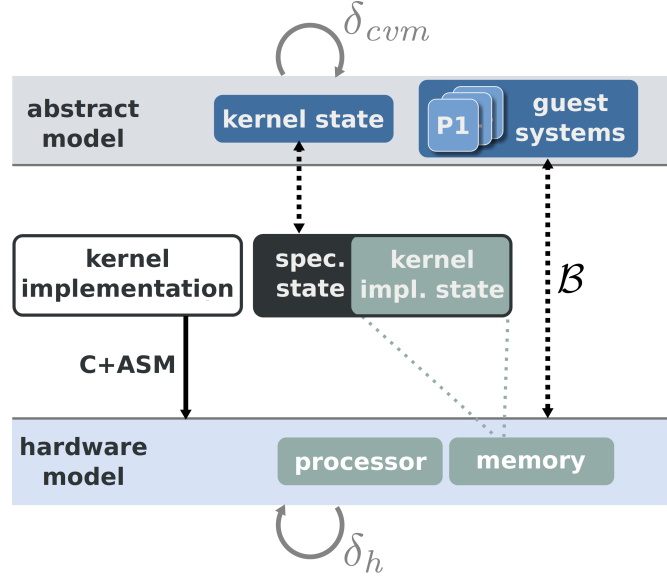 δcvm
abstract
model
kernel state
P1
guest
systems
kernel
implementation
spec.
state
kernel
impl. state
ℬ
C+ASM
hardware
model
processor
memory
δh